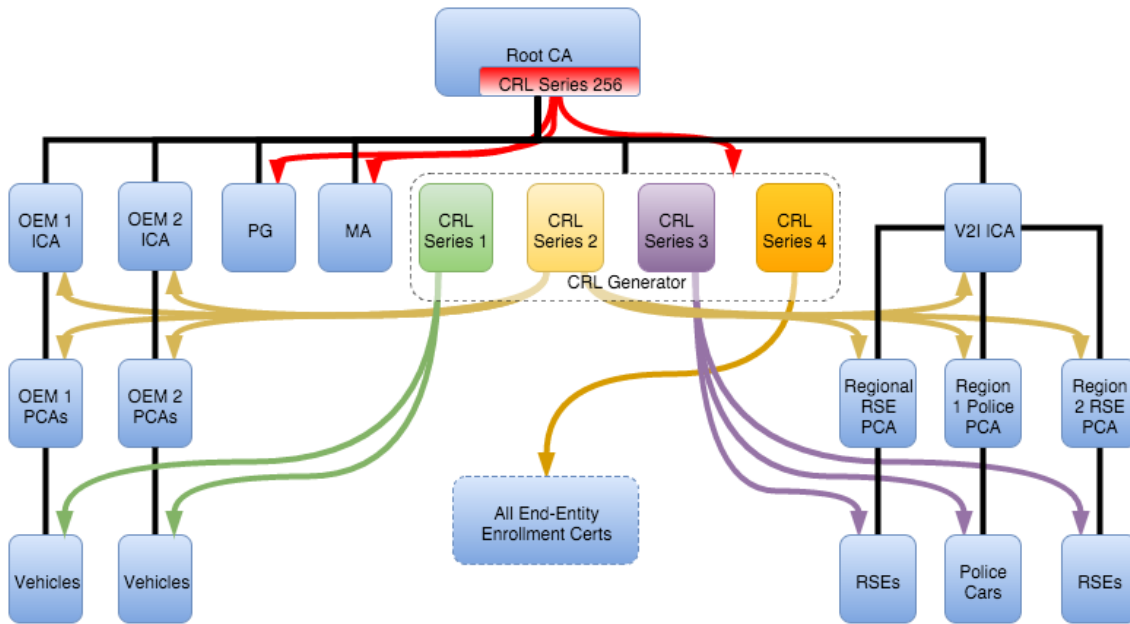 Root CA
CRL Series 256
OEM 1
ICA
OEM 2
ICA
PG
MA
CRL
Series 1
CRL
Series 2
CRL
Series 3
CRL
Series 4
V2I ICA
CRL Generator
OEM 1
PCAs
OEM 2
PCAs
Regional
RSE
PCA
Region
1 Police
PCA
Region
2 RSE
PCA
All End-Entity
Enrollment Certs
Vehicles
Vehicles
RSEs
Police
Cars
RSEs